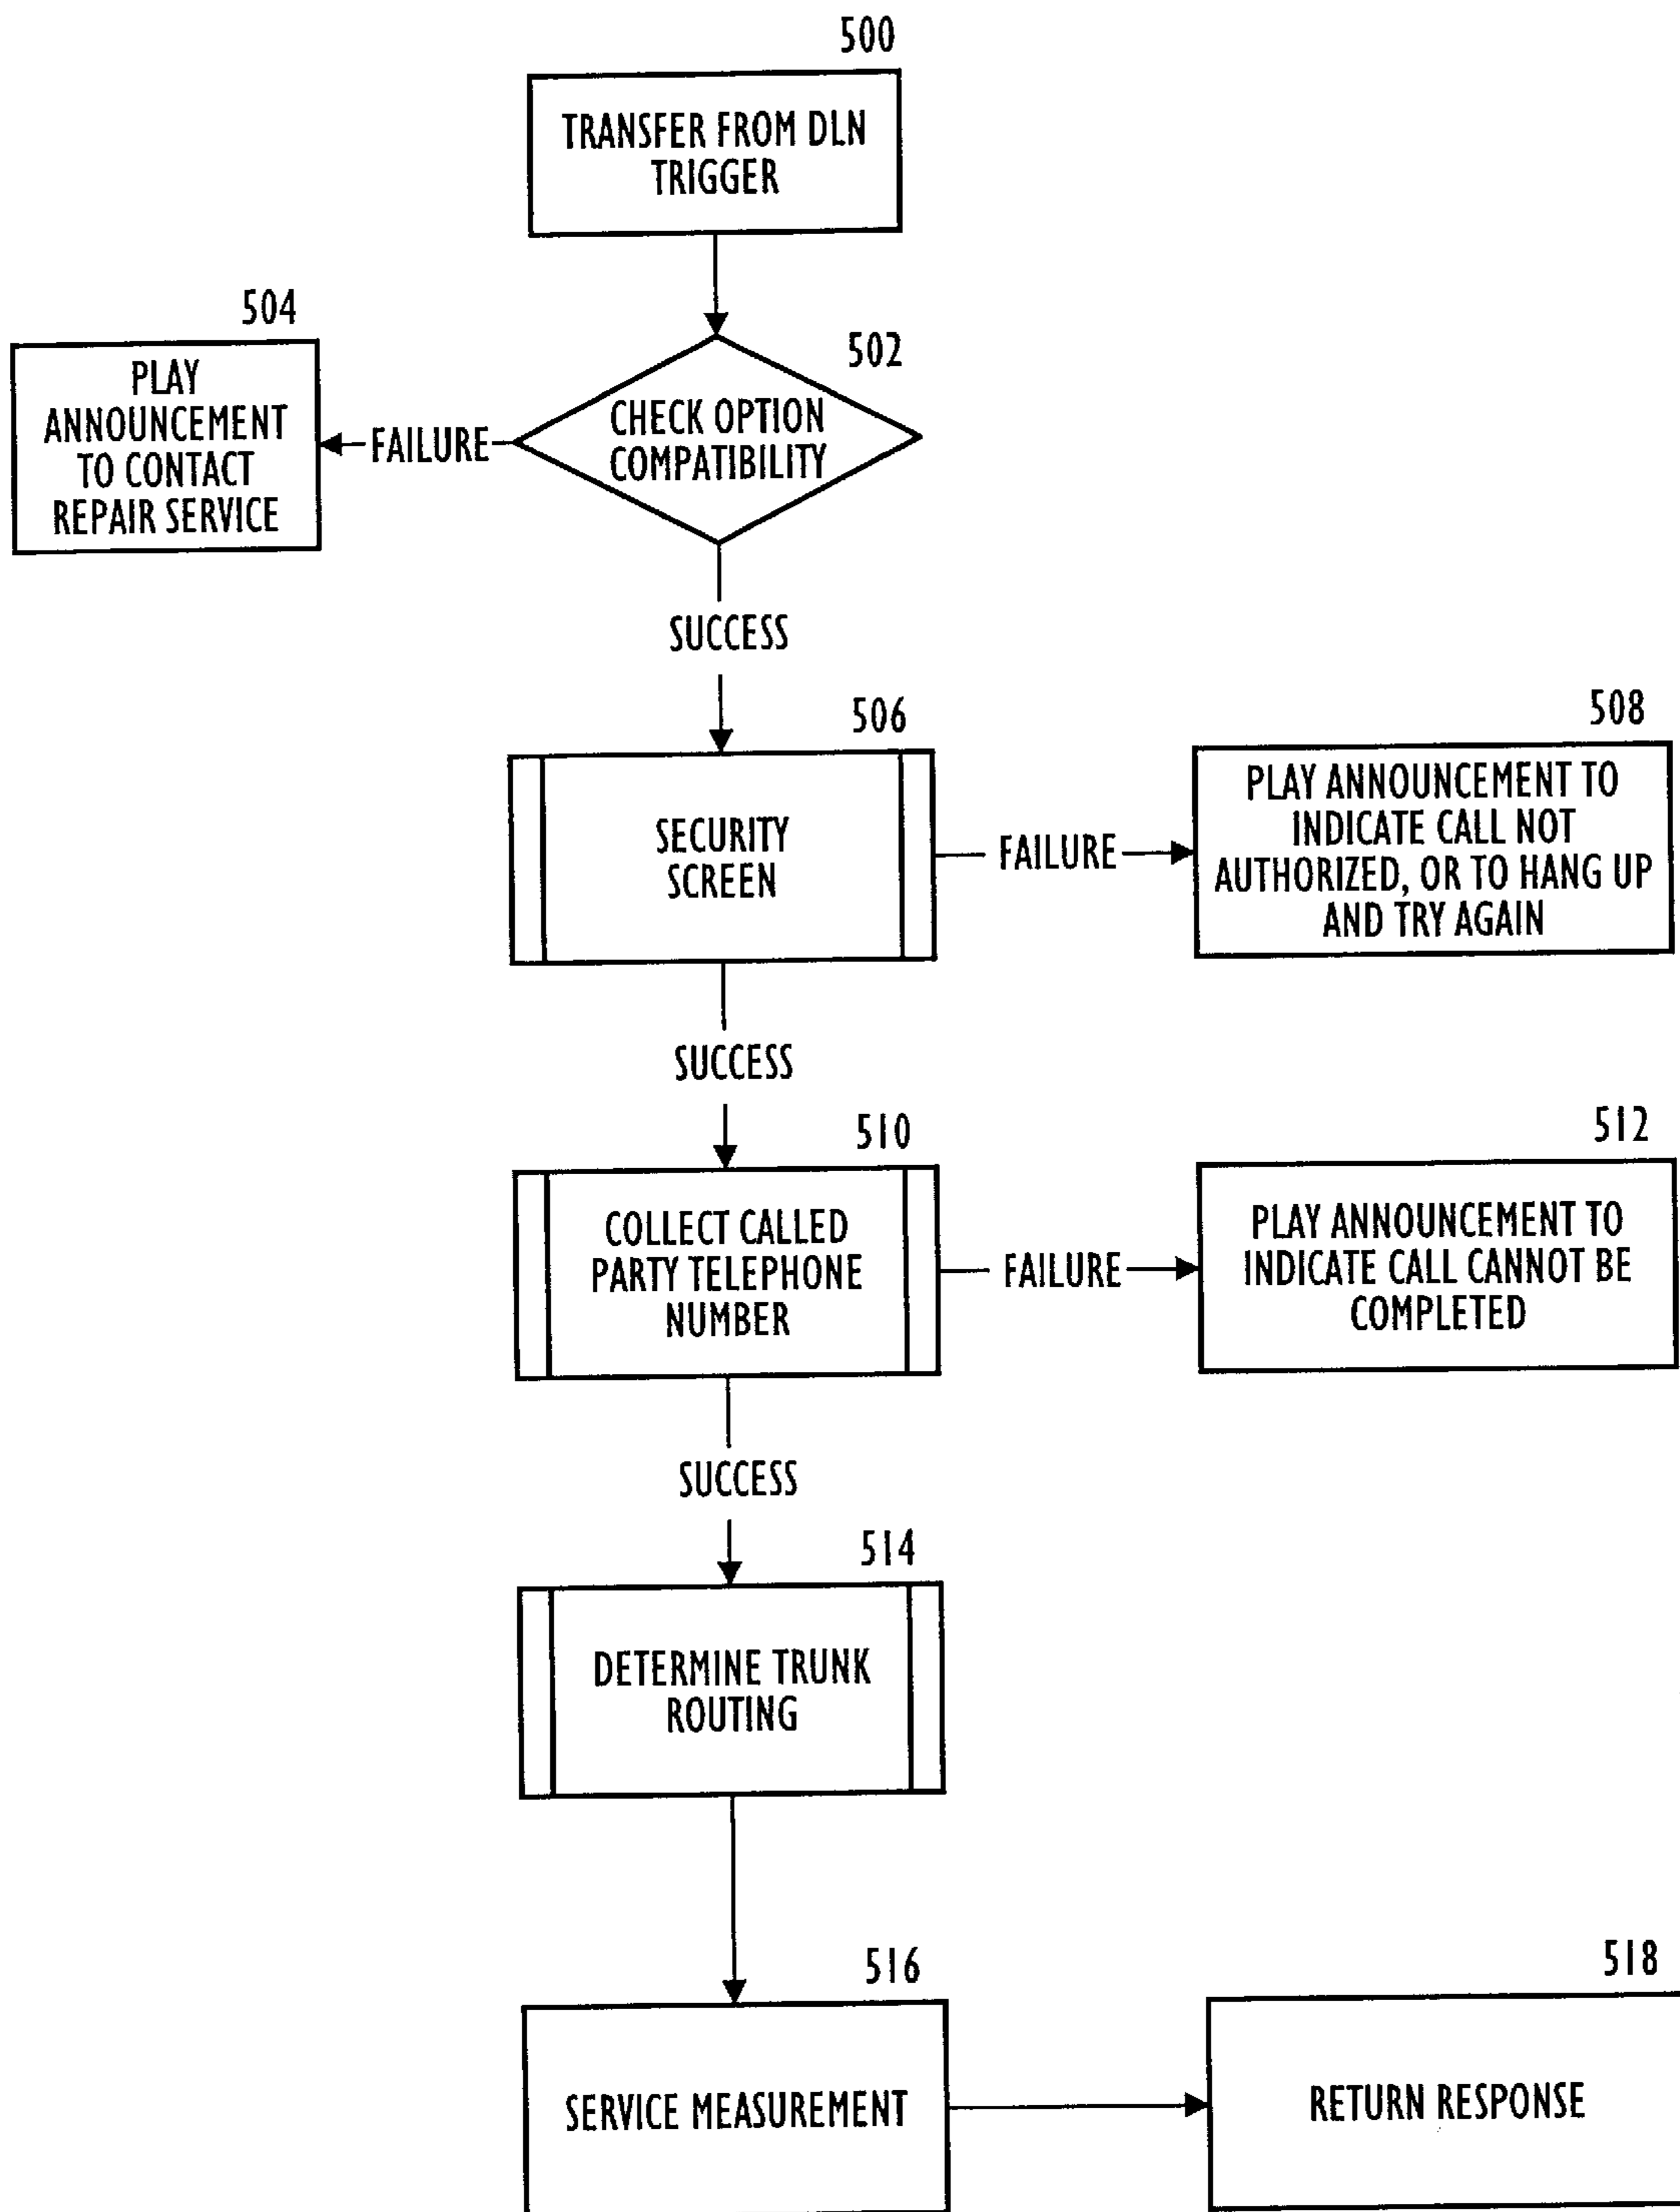 500
TRANSFER FROM DLN
TRIGGER
504
PLAY
ANNOUNCEMENT
TO CONTACT
REPAIR SERVICE
FAILURE
502
CHECK OPTION
COMPATIBILITY
SUCCESS
506
SECURITY
SCREEN
FAILURE
508
PLAY ANNOUNCEMENT TO
INDICATE CALL NOT
AUTHORIZED, OR TO HANG UP
AND TRY AGAIN
SUCCESS
510
COLLECT CALLED
PARTY TELEPHONE
NUMBER
FAILURE
512
PLAY ANNOUNCEMENT TO
INDICATE CALL CANNOT BE
COMPLETED
SUCCESS
514
DETERMINE TRUNK
ROUTING
516
SERVICE MEASUREMENT
518
RETURN RESPONSE